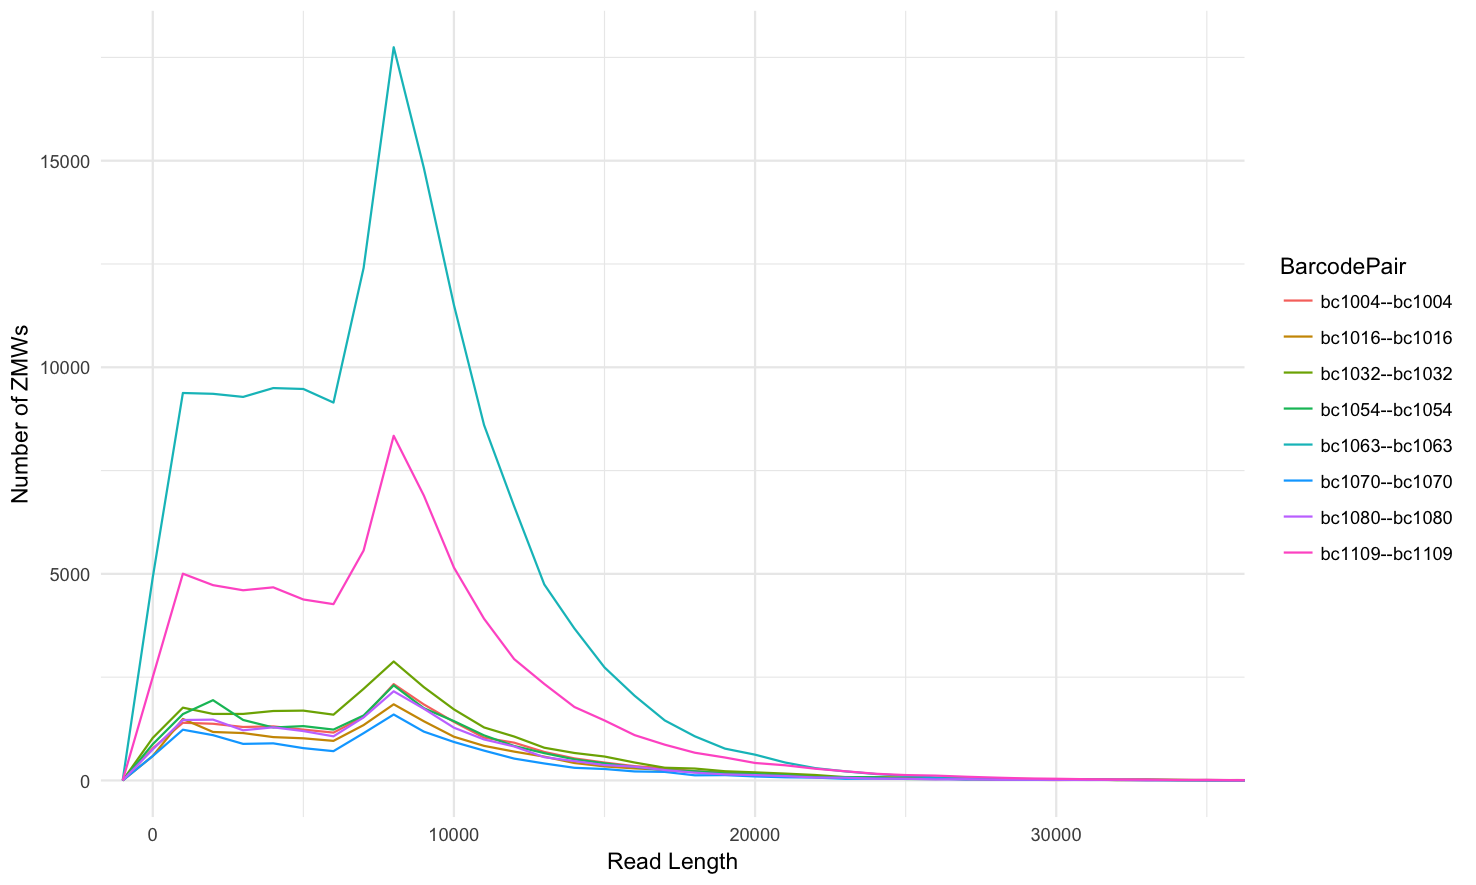 15000
10000
5000
0
0
10000
20000
30000
Number of ZMWs
Read Length
BarcodePair
bc1004--bc1004
bc1016--bc1016
bc1032--bc1032
bc1054--bc1054
bc1063--bc1063
bc1070--bc1070
bc1080--bc1080
bc1109--bc1109